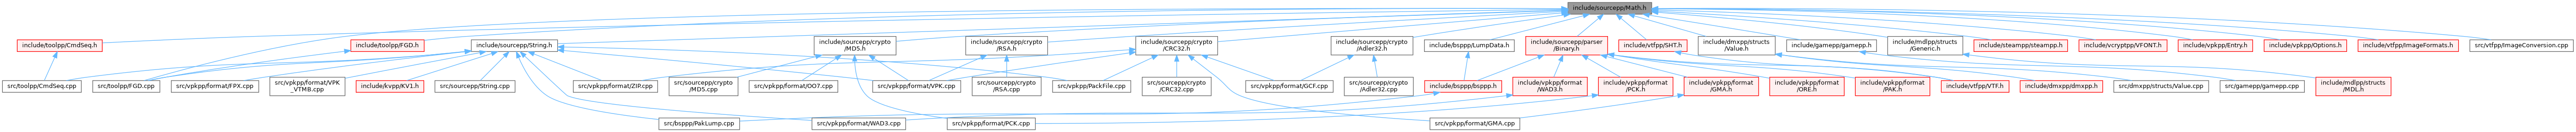 include/sourcepp/Math.h
include/toolpp/CmdSeq.h
include/toolpp/FGD.h
include/sourcepp/String.h
include/sourcepp/crypto
/MD5.h
include/sourcepp/crypto
/RSA.h
include/sourcepp/crypto
/CRC32.h
include/sourcepp/crypto
/Adler32.h
include/bsppp/LumpData.h
include/sourcepp/parser
/Binary.h
include/vtfpp/SHT.h
include/dmxpp/structs
/Value.h
include/gamepp/gamepp.h
include/mdlpp/structs
/Generic.h
include/steampp/steampp.h
include/vcryptpp/VFONT.h
include/vpkpp/Entry.h
include/vpkpp/Options.h
include/vtfpp/ImageFormats.h
src/vtfpp/ImageConversion.cpp
src/toolpp/CmdSeq.cpp
src/toolpp/FGD.cpp
src/vpkpp/format/FPX.cpp
src/vpkpp/format/VPK
_VTMB.cpp
include/kvpp/KV1.h
src/sourcepp/String.cpp
src/vpkpp/format/ZIP.cpp
src/sourcepp/crypto
/MD5.cpp
src/vpkpp/format/OO7.cpp
src/vpkpp/format/VPK.cpp
src/sourcepp/crypto
/RSA.cpp
src/vpkpp/PackFile.cpp
src/sourcepp/crypto
/CRC32.cpp
src/vpkpp/format/GCF.cpp
src/sourcepp/crypto
/Adler32.cpp
include/bsppp/bsppp.h
include/vpkpp/format
/WAD3.h
include/vpkpp/format
/PCK.h
include/vpkpp/format
/GMA.h
include/vpkpp/format
/ORE.h
include/vpkpp/format
/PAK.h
include/vtfpp/VTF.h
include/dmxpp/dmxpp.h
src/dmxpp/structs/Value.cpp
src/gamepp/gamepp.cpp
include/mdlpp/structs
/MDL.h
src/bsppp/PakLump.cpp
src/vpkpp/format/WAD3.cpp
src/vpkpp/format/PCK.cpp
src/vpkpp/format/GMA.cpp